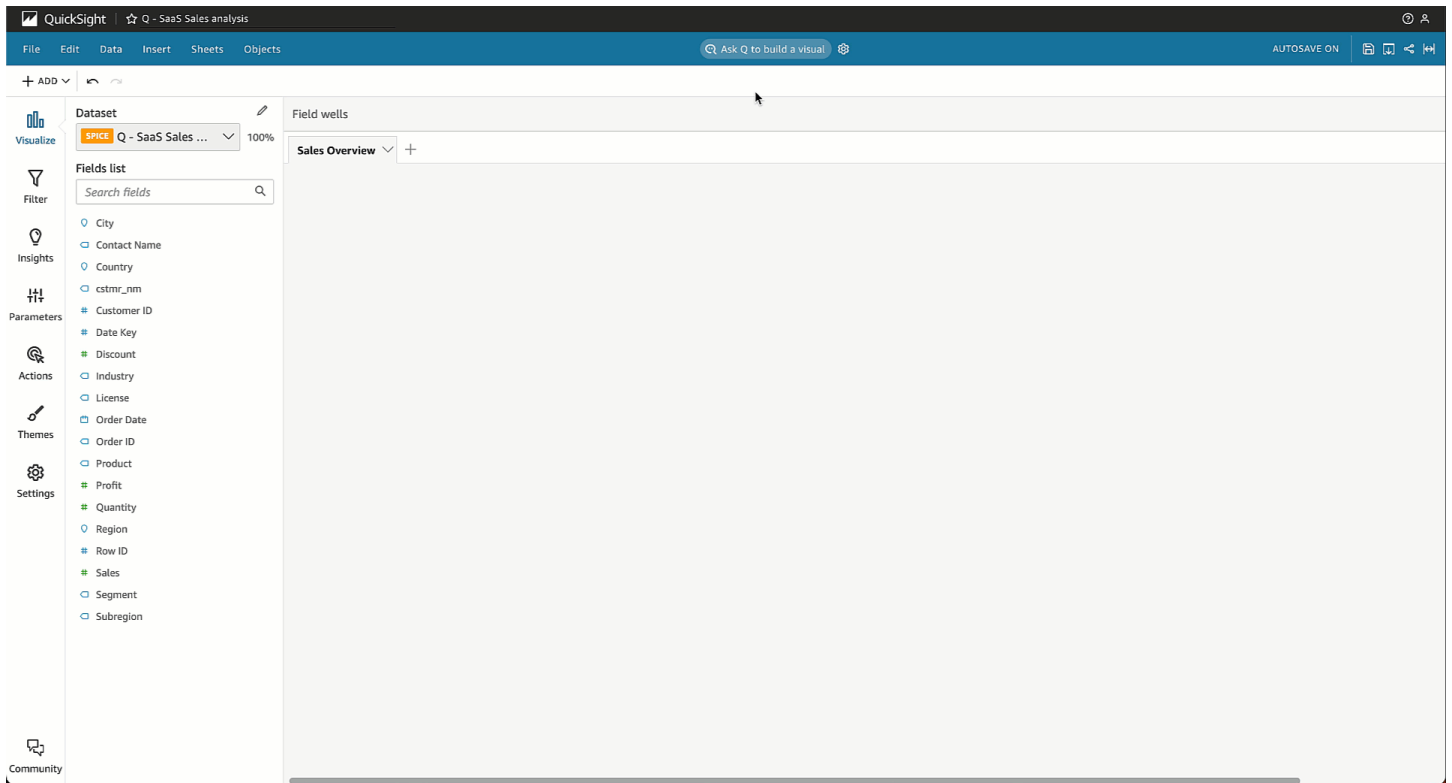 QuickSight Q - SaaS Sales analysis
File Edit Data Insert Sheets Objects Ask Q to build a visual AUTOSAVE ON
ADD
Visualize
Filter
Insights
Parameters
Actions
Themes
Settings
Community
Dataset
SPICE Q - SaaS Sales ... 100%
Fields list
Search fields
City
Contact Name
Country
cstmr_nm
Customer ID
Date Key
Discount
Industry
License
Order Date
Order ID
Product
Profit
Quantity
Region
Row ID
Sales
Segment
Subregion
Field wells
Sales Overview